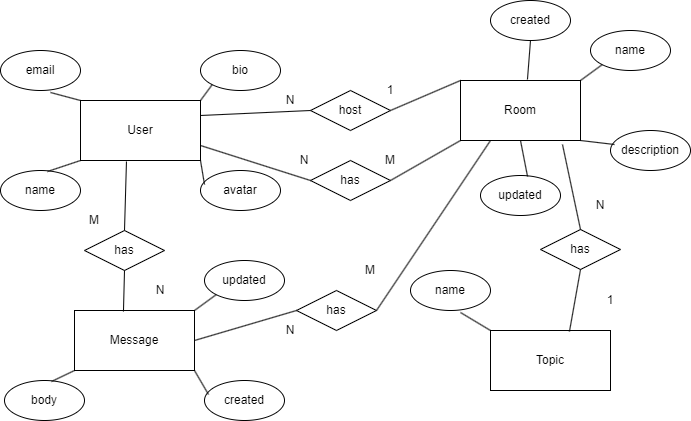 created
name
email
bio
1
N
host
Room
User
description
N
M
has
name
avatar
updated
N
M
has
has
M
updated
N
name
1
has
N
Message
Topic
body
created